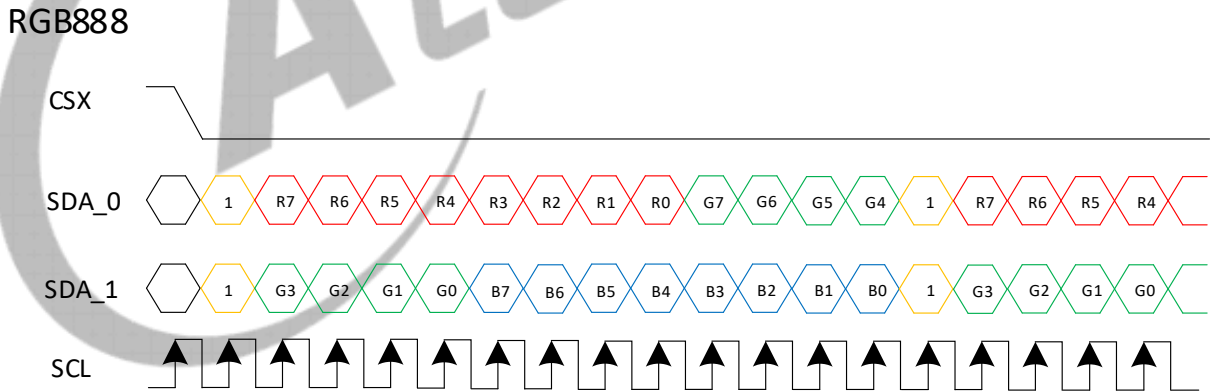 RGB888
CSX
SDA_0 1 R7 R6 R5 R4 R3 R2 R1 R0 G7 G6 G5 G4 1 R7 R6 R5 R4
SDA_1 1 G3 G2 G1 G0 B7 B6 B5 B4 B3 B2 B1 B0 1 G3 G2 G1 G0
SCL